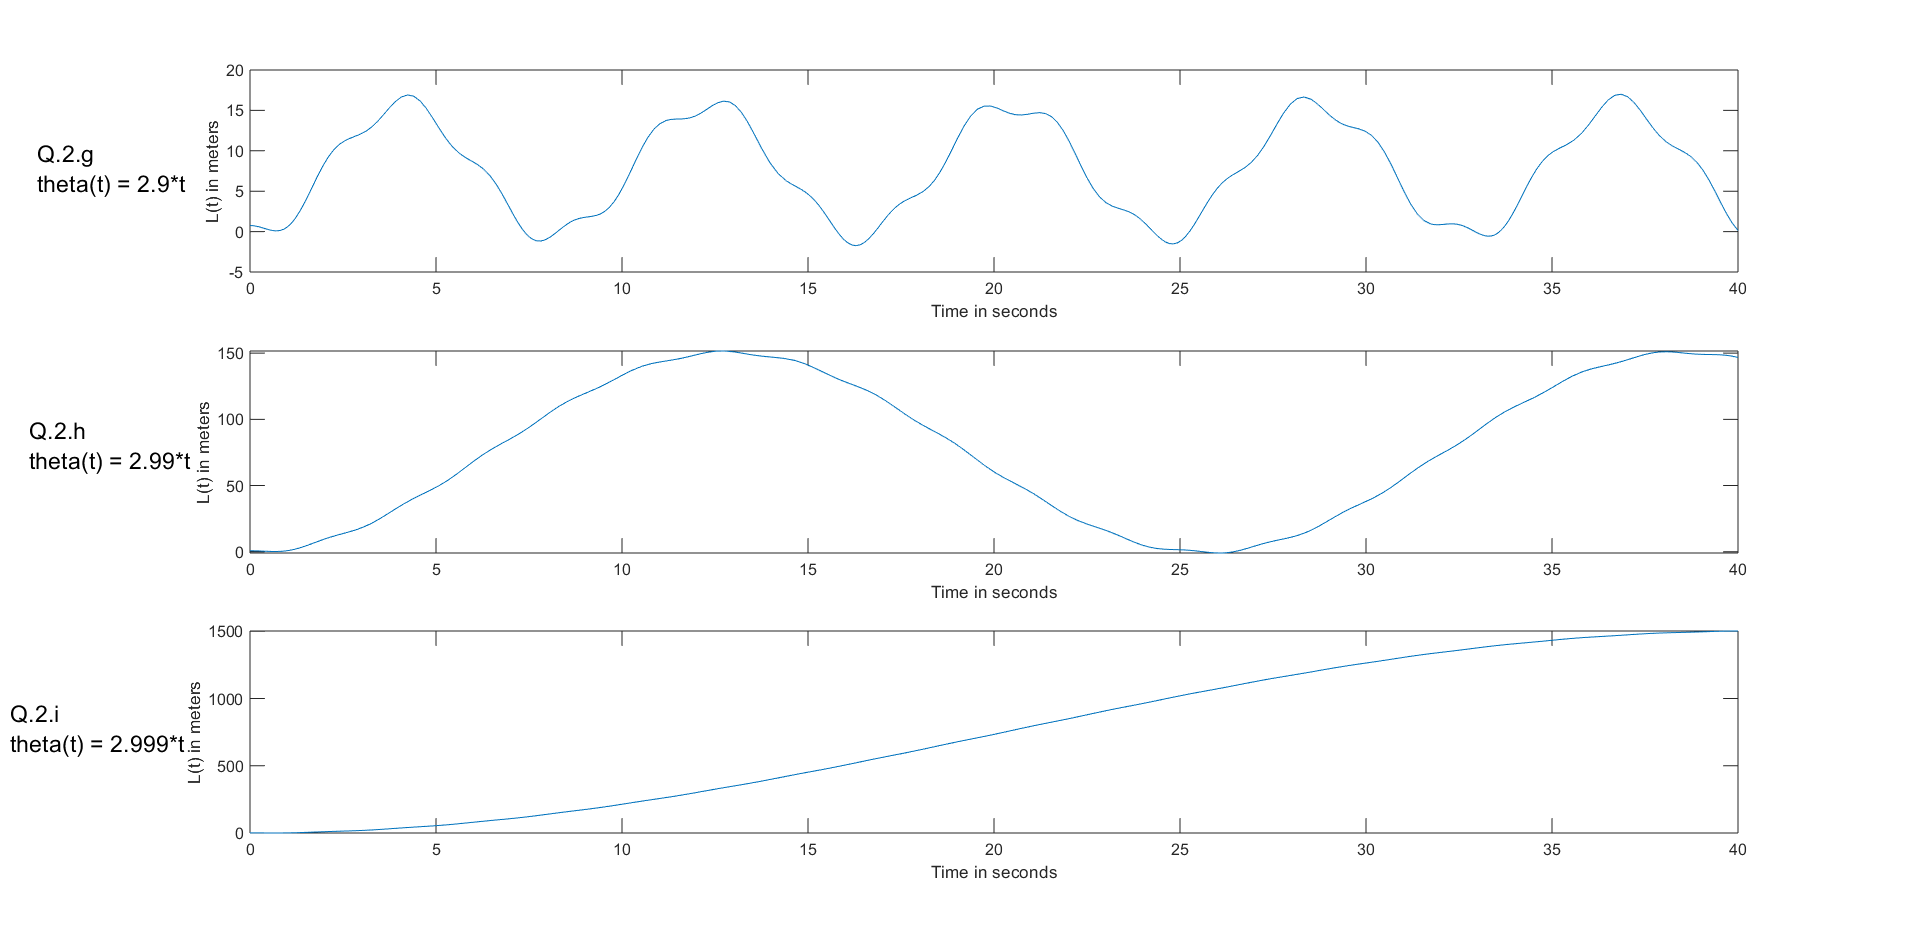 Q.2.g
theta(t) = 2.9*t
L(t) in meters
20
15
10
5
0
-5
0 5 10 15 20 25 30 35 40
Time in seconds
Q.2.h
theta(t) = 2.99*t
L(t) in meters
150
100
50
0
0 5 10 15 20 25 30 35 40
Time in seconds
Q.2.i
theta(t) = 2.999*t
L(t) in meters
1500
1000
500
0
0 5 10 15 20 25 30 35 40
Time in seconds